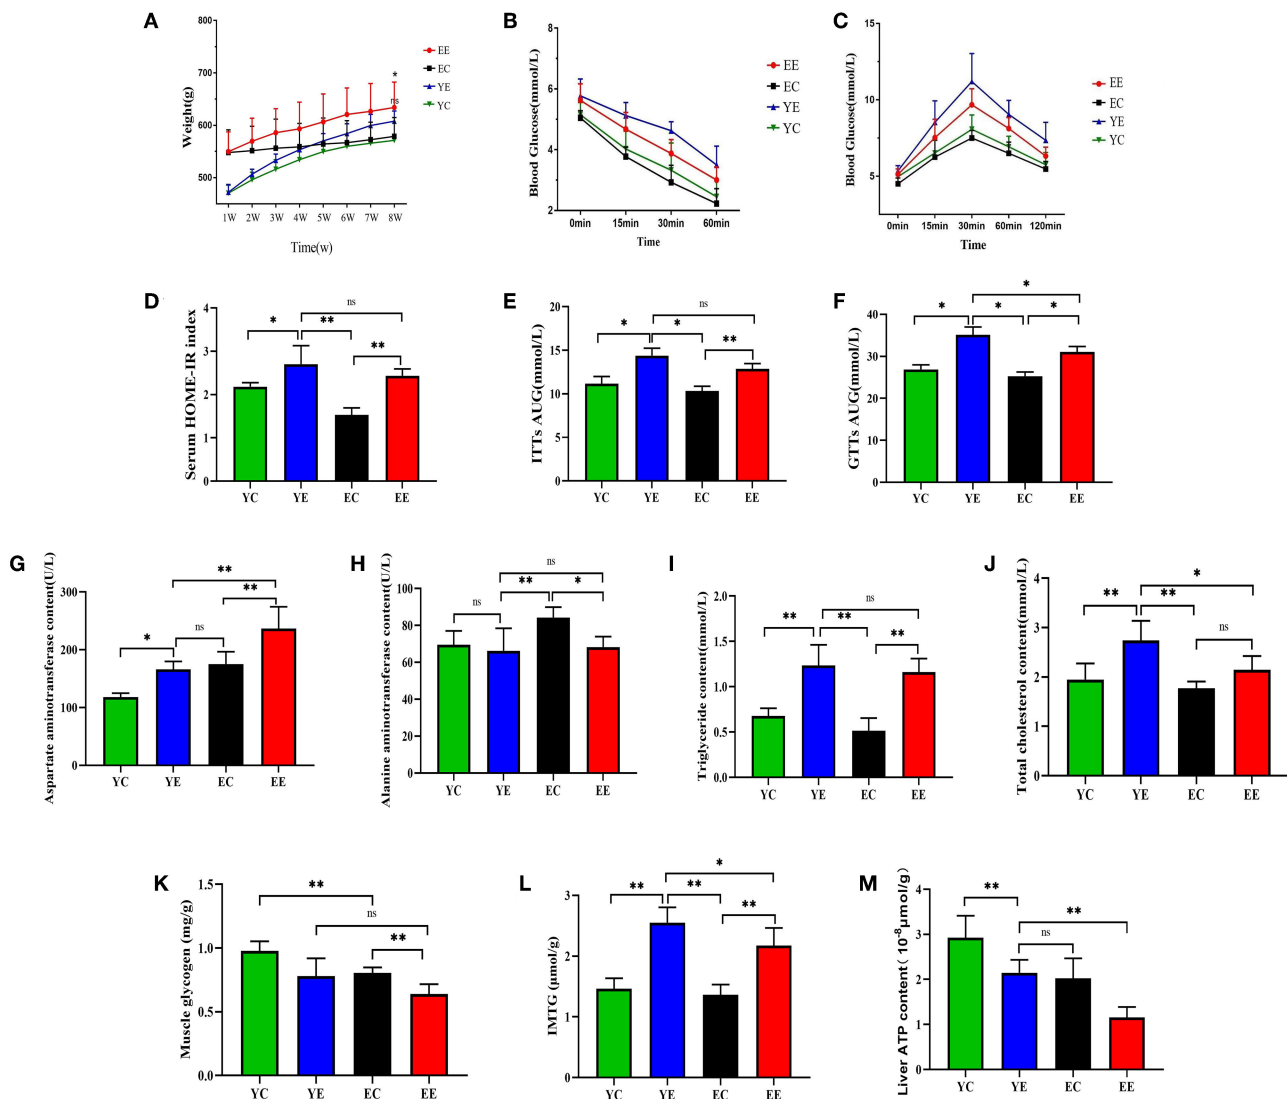 A
800
700
600
500
Weight(g)
1W 2W 3W 4W 5W 6W 7W 8W
Time(w)
*
ns
EE
EC
YE
YC
B
8
6
4
2
Blood Glucose(mmol/L)
0min 15min 30min 60min
Time
EE
EC
YE
YC
C
15
10
5
Blood Glucose(mmol/L)
0min 15min 30min 60min 120min
Time
EE
EC
YE
YC
D
4
3
2
1
0
Serum HOME-IR index
ns
* **
**
YC YE EC EE
E
20
15
10
5
0
ITTs AUG(mmol/L)
ns
* *
**
YC YE EC EE
F
40
30
20
10
0
GTTs AUG(mmol/L)
*
* * *
YC YE EC EE
G
300
200
100
0
Aspartate aminotransferase content(U/L)
**
**
* ns
YC YE EC EE
H
100
80
60
40
20
0
Alanine aminotransferase content(U/L)
ns
** *
ns
YC YE EC EE
I
2.0
1.5
1.0
0.5
0.0
Triglyceride content(mmol/L)
ns
** **
**
YC YE EC EE
J
4
3
2
1
0
Total cholesterol content(mmol/L)
*
** **
ns
YC YE EC EE
K
1.5
1.0
0.5
0.0
Muscle glycogen (mg/g)
**
ns
**
YC YE EC EE
L
3
2
1
0
IMTG (μmol/g)
*
** **
**
YC YE EC EE
M
4
3
2
1
0
Liver ATP content( 10⁻⁸μmol/g)
**
**
ns
YC YE EC EE